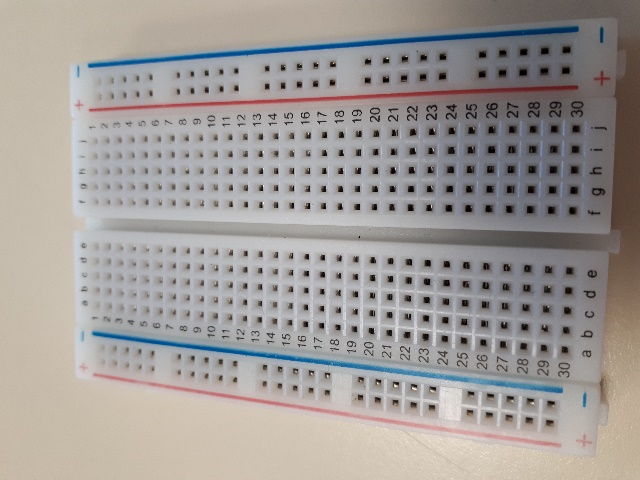 − −
+ +
1 2 3 4 5 6 7 8 9 10 11 12 13 14 15 16 17 18 19 20 21 22 23 24 25 26 27 28 29 30
j j
i i
h h
g g
f f
e e
d d
c c
b b
a a
1 2 3 4 5 6 7 8 9 10 11 12 13 14 15 16 17 18 19 20 21 22 23 24 25 26 27 28 29 30
− −
+ +